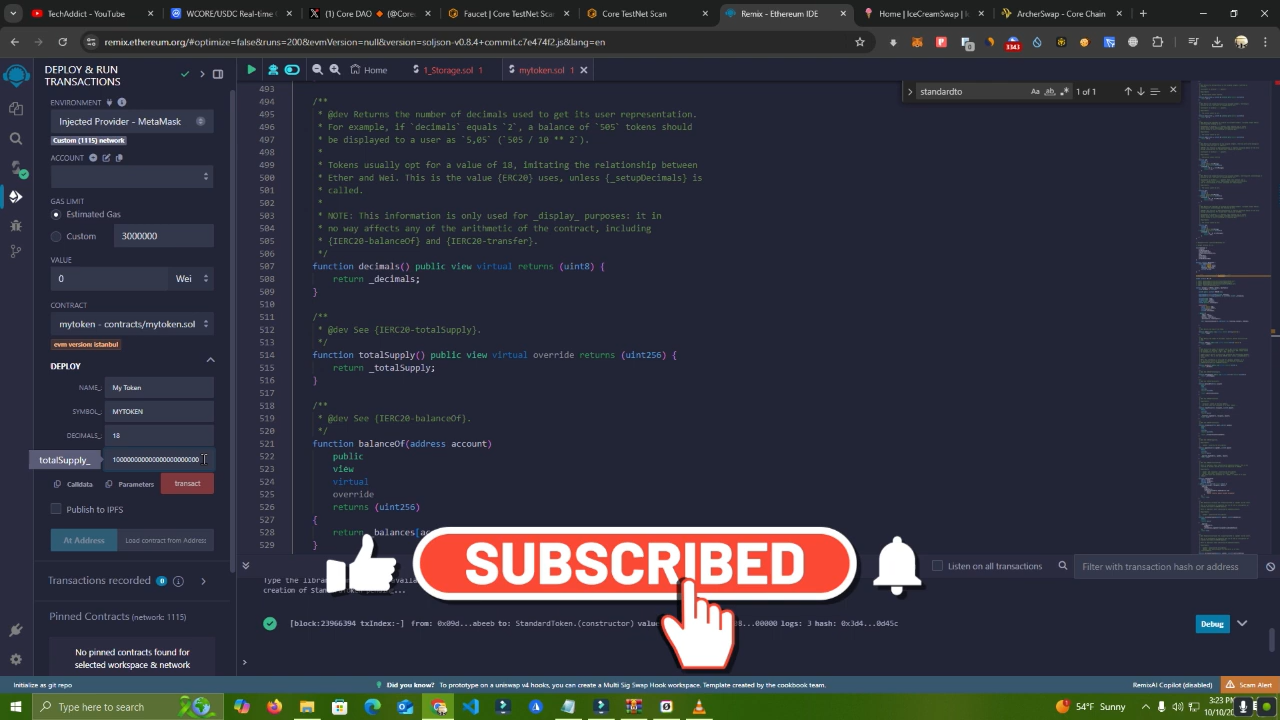 TechAddict - YouTube
WCORE/USDC Real-time
Core DAO 🔶 (@Core
Faucet | TestNet Scan
Core TestNet Scan
Remix - Ethereum IDE
Home | IceCreamSwap |
ArcherSwap - Core Chain
remix.ethereum.org/#optimize=false&runs=200&evmVersion=null&version=soljson-v0.8.4+commit.c7e474f2.js&lang=en
DEPLOY & RUN
TRANSACTIONS
Home
1_Storage.sol 1
mytoken.sol 1
1 of 1
ENVIRONMENT
Injected Provider - MetaMask
Custom (1115) network
ACCOUNT
GAS LIMIT
Estimated Gas
Custom
3000000
VALUE
0
Wei
CONTRACT
mytoken - contracts/mytoken.sol
evm version istanbul
DEPLOY
NAME_:
My Token
SYMBOL_:
MYTOKEN
DECIMALS_:
18
totalSupply_
Calldata
Parameters
transact
Publish to IPFS
At Address
Load contract from Address
Transactions recorded 0
Pinned Contracts (network: 1115)
No pinned contracts found for
selected workspace & network
493
494 /**
495 * @dev Returns the number of decimals used to get its user representation.
496 * For example, if `decimals` equals `2`, a balance of `505` tokens should
497 * be displayed to a user as `5,05` (`505 / 10 ** 2`).
498 *
499 * Tokens usually opt for a value of 18, imitating the relationship between
500 * Ether and Wei. This is the value {ERC20} uses, unless {_setupDecimals} is
501 * called.
502 *
503 * NOTE: This information is only used for _display_ purposes: it in
504 * no way affects any of the arithmetic of the contract, including
505 * {IERC20-balanceOf} and {IERC20-transfer}.
506 */
507 function decimals() public view virtual returns (uint8) {
508 return _decimals;
509 }
510
511 /**
512 * @dev See {IERC20-totalSupply}.
513 */
514 function totalSupply() public view virtual override returns (uint256) {
515 return _totalSupply;
516 }
517
518 /**
519 * @dev See {IERC20-balanceOf}.
520 */
521 function balanceOf(address account)
522 public
523 view
524 virtual
525 override
526 returns (uint256)
527 {
528 return _balances[
529
SUBSCRIBED
Listen on all transactions
Filter with transaction hash or address
Type the librar
creation of Stan
[block:23966394 txIndex:-] from: 0x09d...abeeb to: StandardToken.(constructor) valu
...00000 logs: 3 hash: 0x3d4...0d45c
Debug
Initialize as git repo
Did you know? To prototype on a uniswap v4 hooks, you can create a Multi Sig Swap Hook workspace. Template created by the cookbook team.
RemixAI Copilot (disabled)
Scam Alert
Type here to search
54°F Sunny
3:23 PM